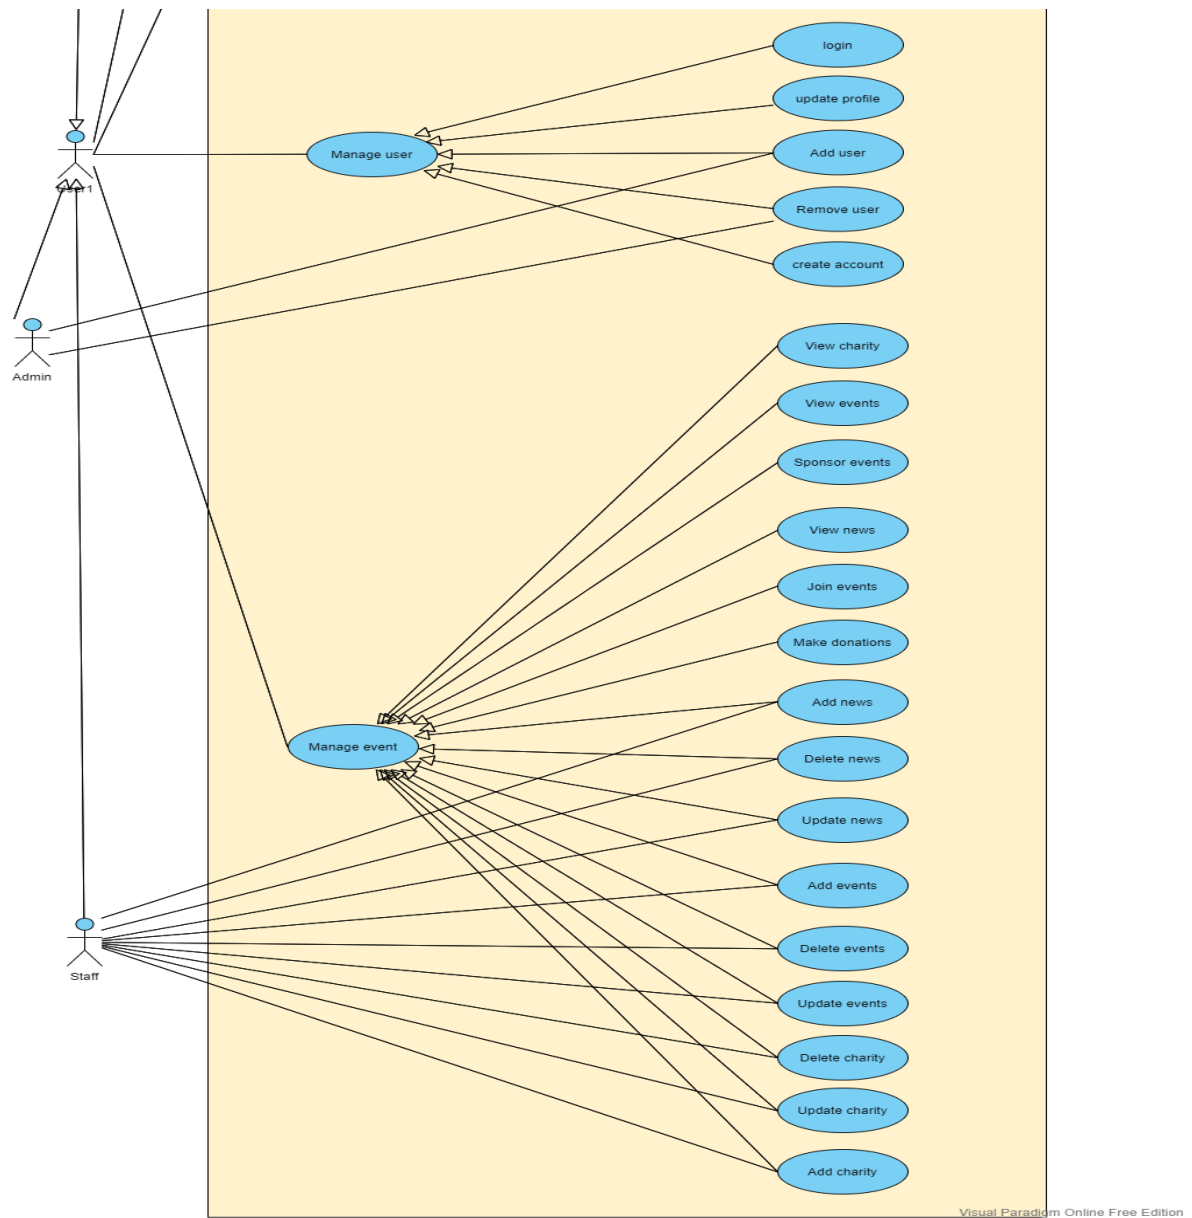 login
update profile
Manage user
Add user
User1
Remove user
create account
View charity
Admin
View events
Sponsor events
View news
Join events
Make donations
Add news
Manage event
Delete news
Update news
Add events
Delete events
Staff
Update events
Delete charity
Update charity
Add charity
Visual Paradigm Online Free Edition